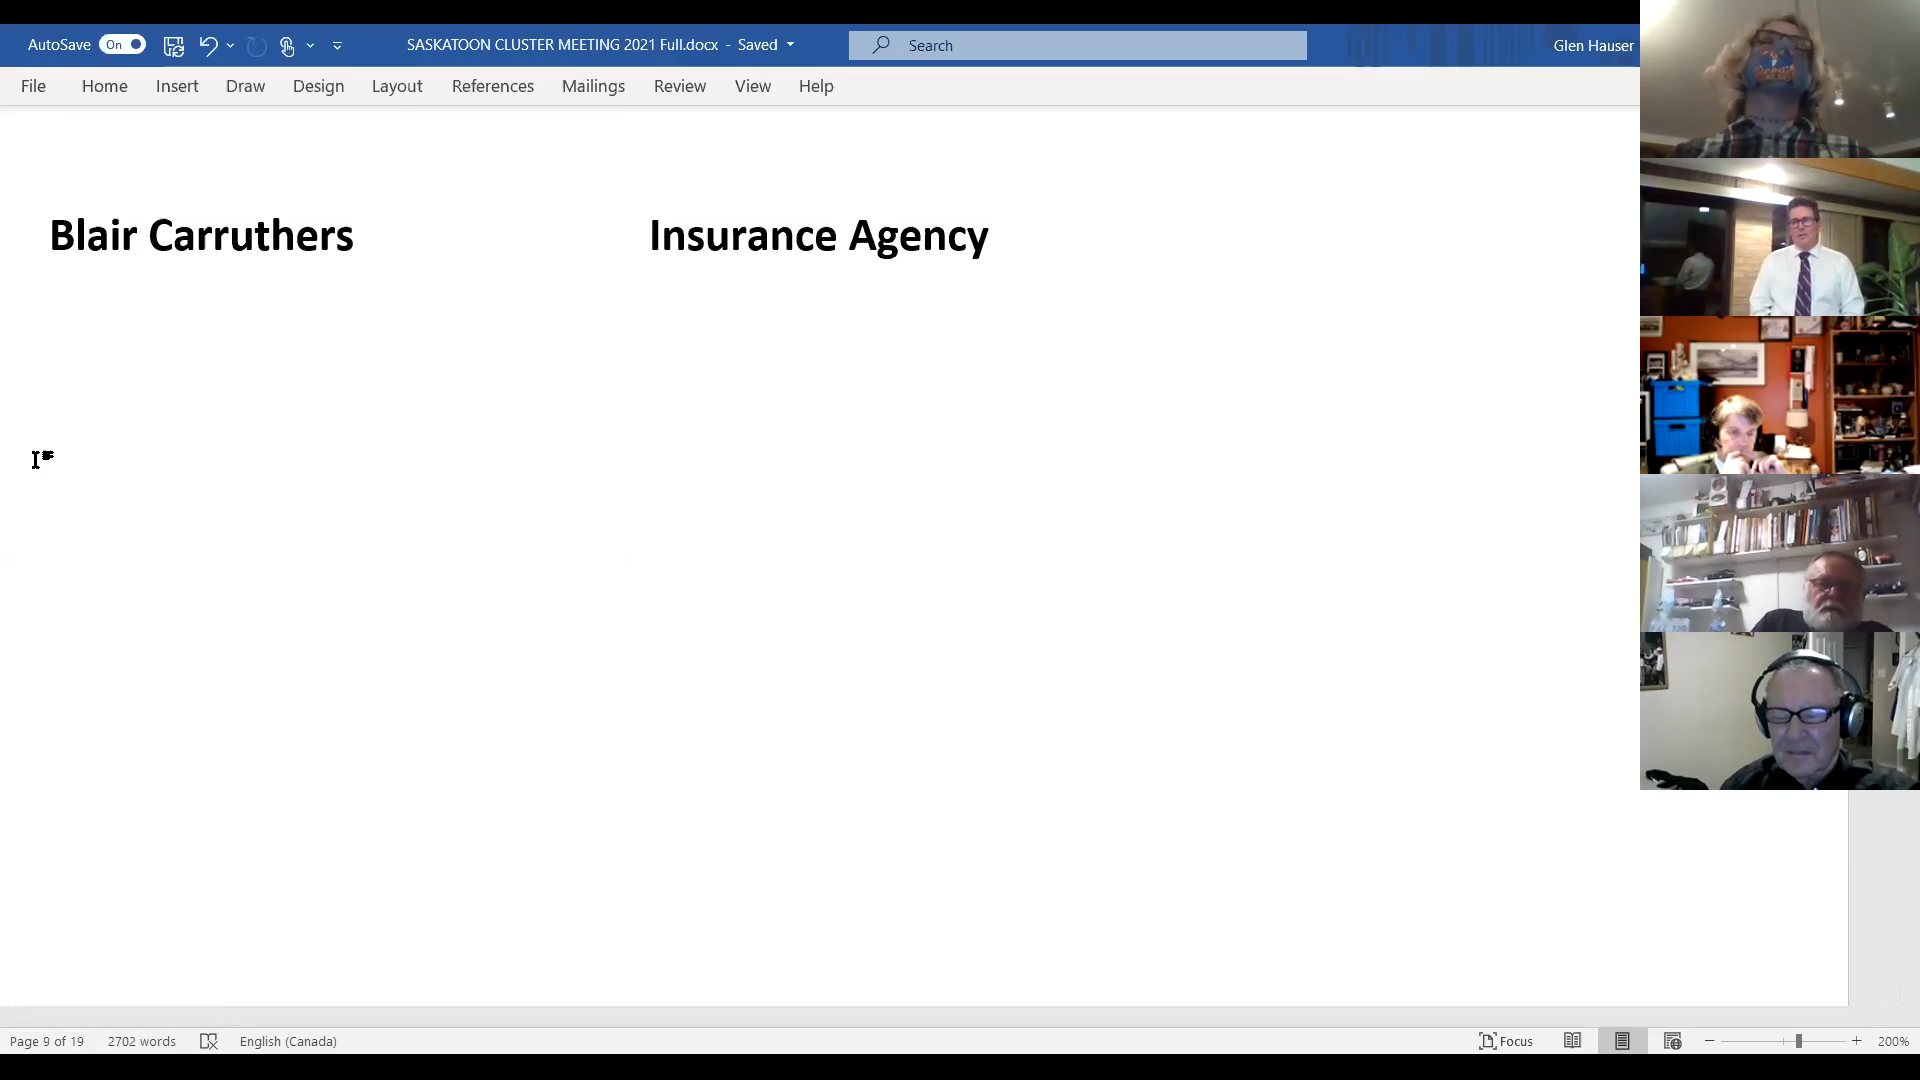 AutoSave On SASKATOON CLUSTER MEETING 2021 Full.docx - Saved Search Glen Hauser
File Home Insert Draw Design Layout References Mailings Review View Help
Blair Carruthers Insurance Agency
Page 9 of 19 2702 words English (Canada) Focus 200%